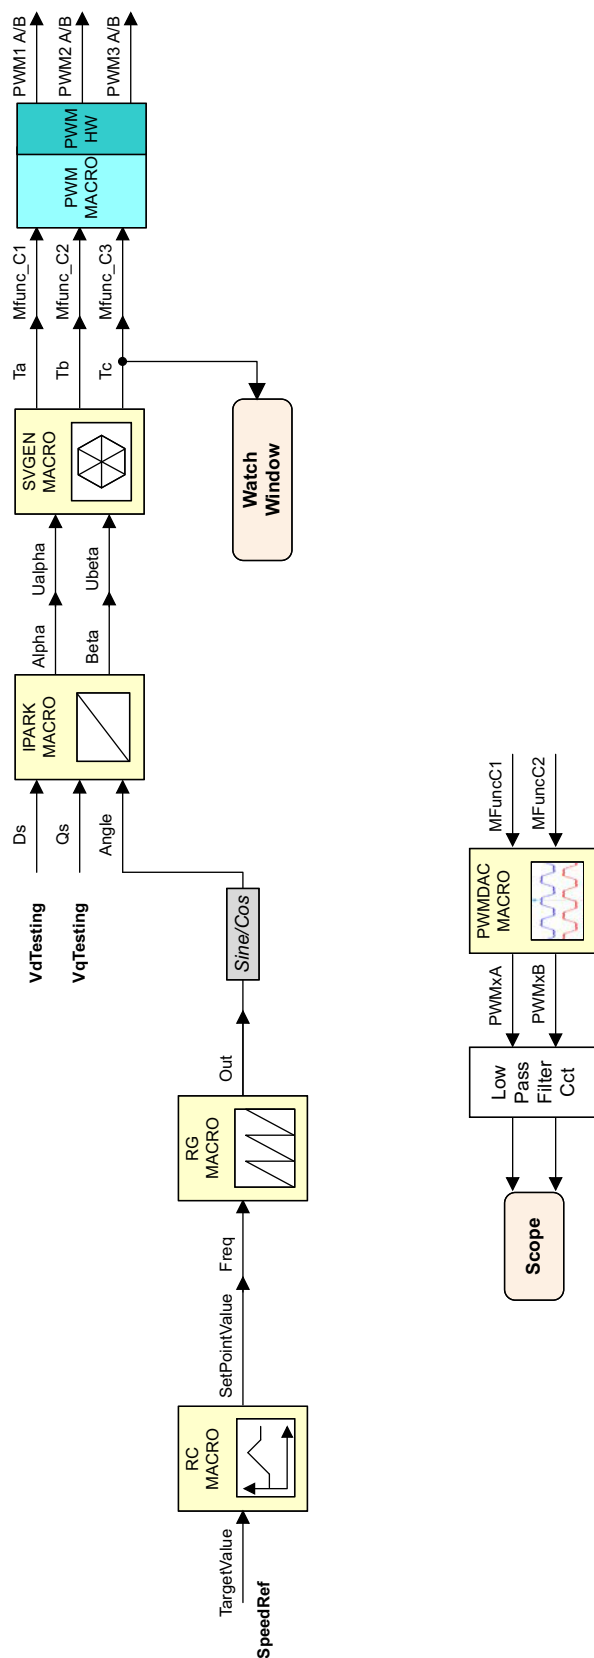 VdTesting
Ds
VqTesting
Qs
Angle
IPARK
MACRO
Alpha
Ualpha
Beta
Ubeta
SVGEN
MACRO
Ta
Mfunc_C1
Tb
Mfunc_C2
Tc
Mfunc_C3
PWM
MACRO
PWM
HW
PWM1 A/B
PWM2 A/B
PWM3 A/B
TargetValue
SpeedRef
RC
MACRO
SetPointValue
Freq
RG
MACRO
Out
Sine/Cos
Watch
Window
Scope
Low
Pass
Filter
Cct
PWMxA
PWMxB
PWMDAC
MACRO
MFuncC1
MFuncC2